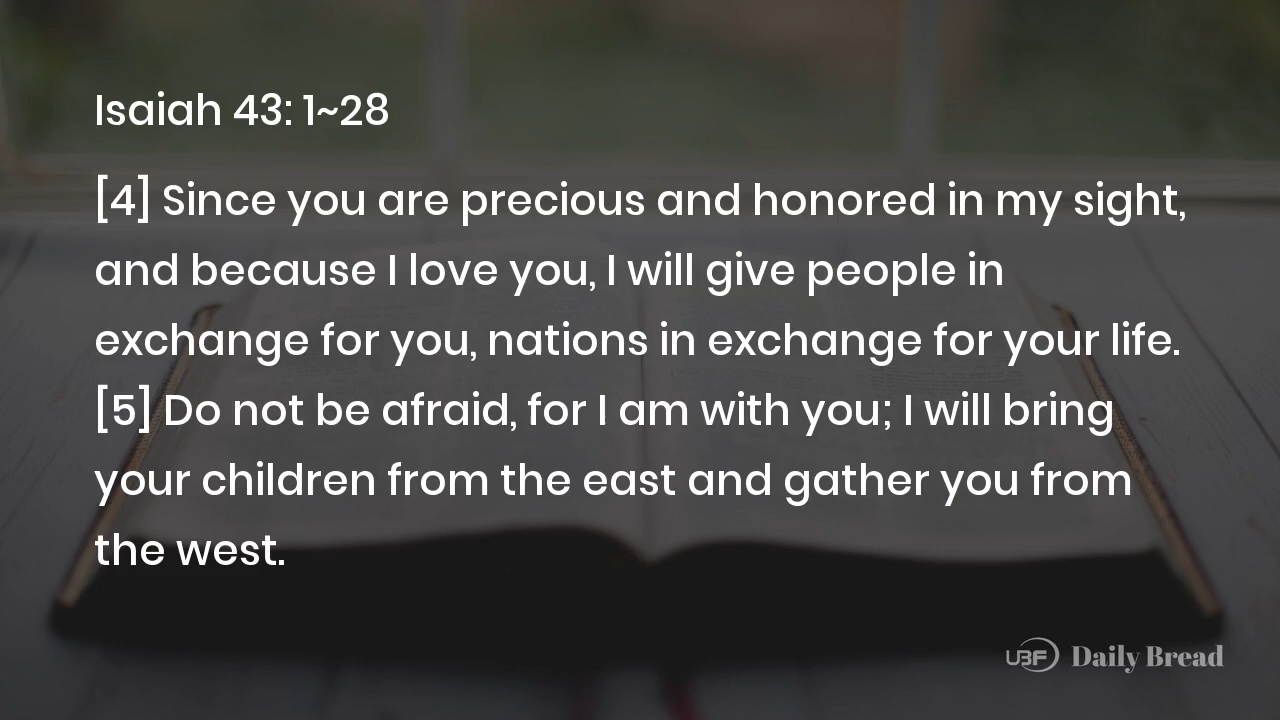 Isaiah 43: 1~28
[4] Since you are precious and honored in my sight,
and because I love you, I will give people in
exchange for you, nations in exchange for your life.
[5] Do not be afraid, for I am with you; I will bring
your children from the east and gather you from
the west.
UBF Daily Bread